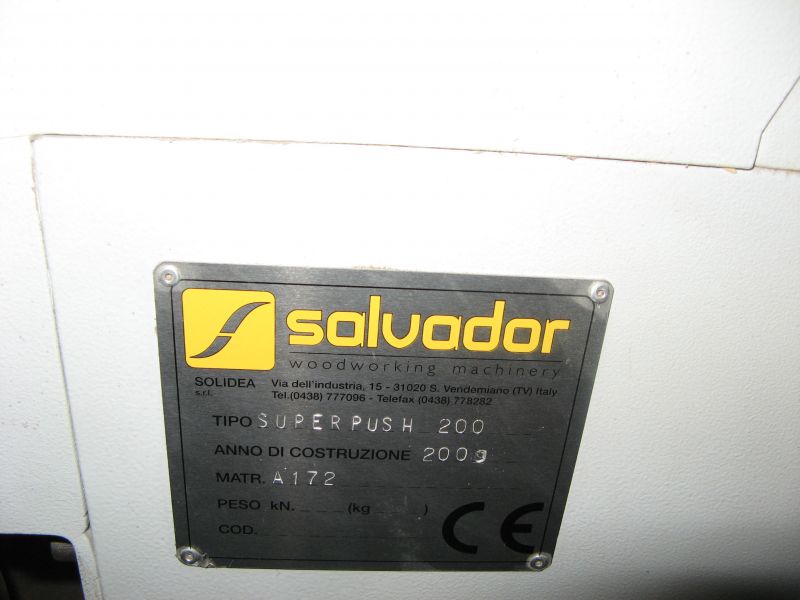 salvador
woodworking machinery
SOLIDEA s.r.l.
Via dell'industria, 15 - 31020 S. Vendemiano (TV) Italy
Tel.(0438) 777096 - Telefax (0438) 778282
TIPO SUPERPUSH 200
ANNO DI COSTRUZIONE 2009
MATR. A172
PESO kN. (kg )
COD.
CE